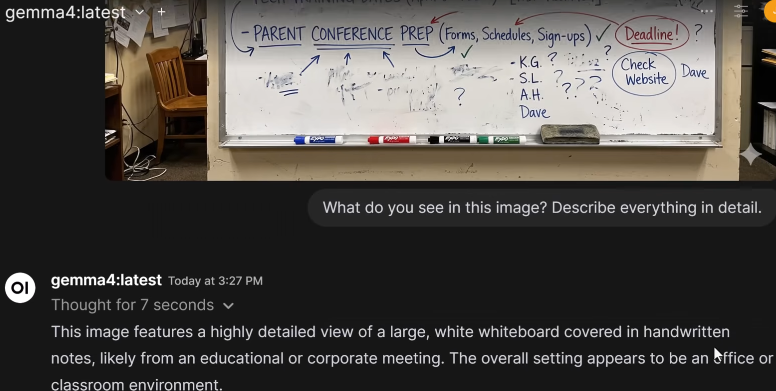 gemma4:latest
- PARENT CONFERENCE PREP (Forms, Schedules, Sign-ups) ✓ Deadline! ?
- K.G. ?
- S.L. ?
A.H. ???
Dave
?
Check
Website
Dave
What do you see in this image? Describe everything in detail.
OI
gemma4:latest Today at 3:27 PM
Thought for 7 seconds
This image features a highly detailed view of a large, white whiteboard covered in handwritten
notes, likely from an educational or corporate meeting. The overall setting appears to be an office or
classroom environment.